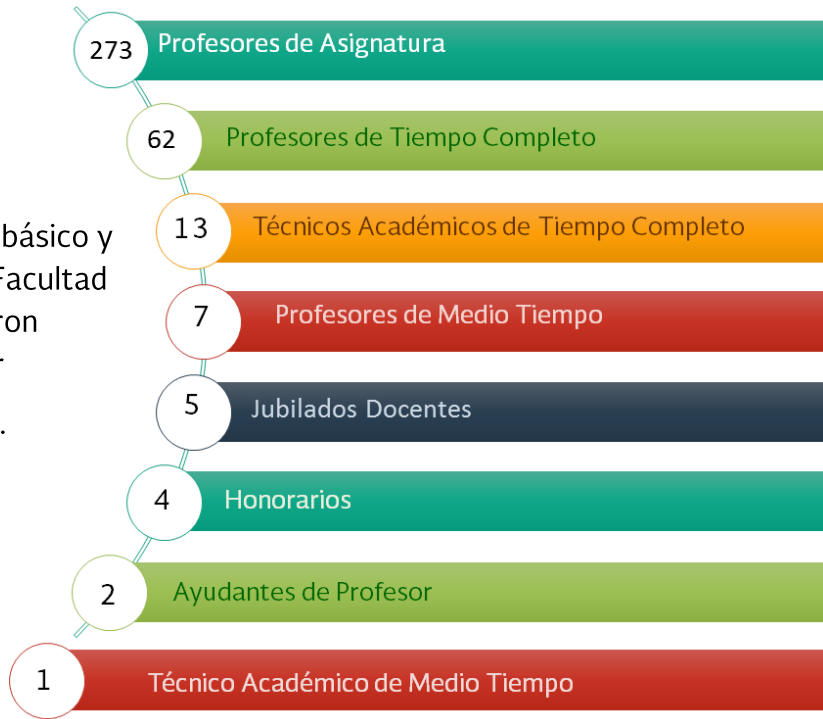 273 Profesores de Asignatura
62 Profesores de Tiempo Completo
13 Técnicos Académicos de Tiempo Completo
7 Profesores de Medio Tiempo
5 Jubilados Docentes
4 Honorarios
2 Ayudantes de Profesor
1 Técnico Académico de Medio Tiempo
básico y
Facultad